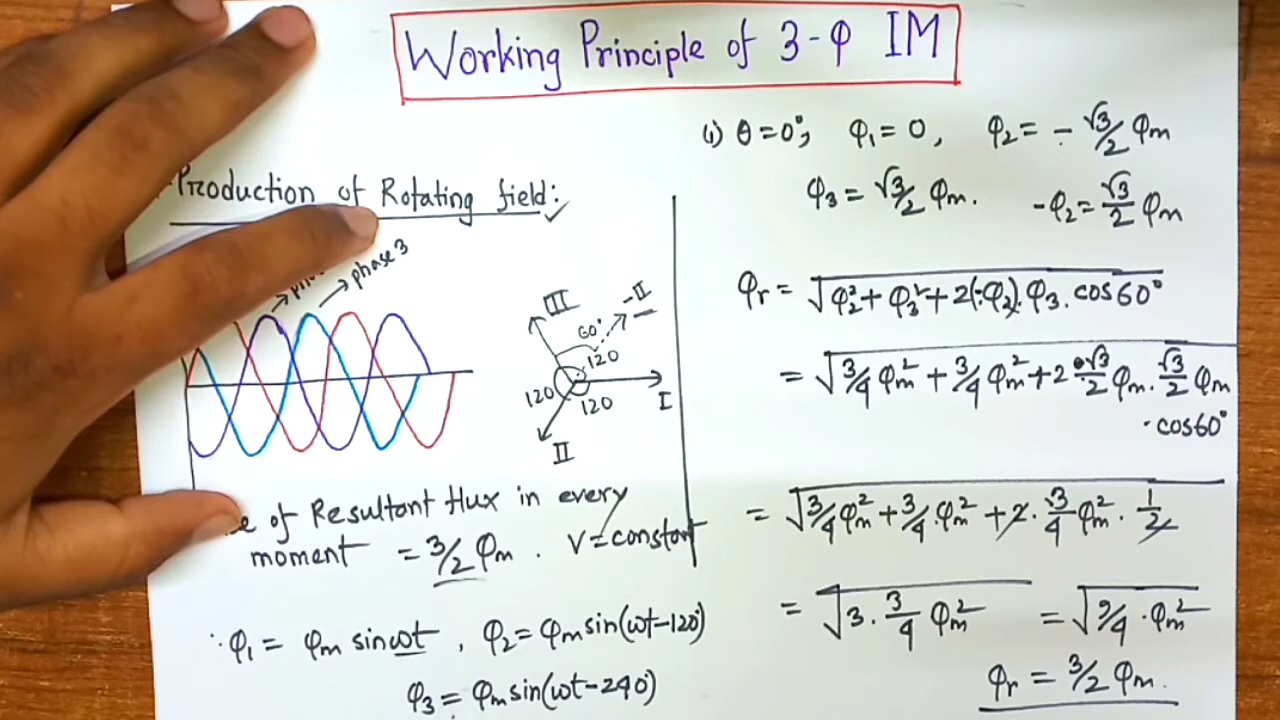 Working Principle of 3-φ IM
Production of Rotating field: ✓
phase 3
III
-II
60°
120
120
120
I
II
of Resultant flux in every
moment = 3/2 φm . V=constant
∴ φ1 = φm sinωt , φ2 = φm sin(ωt-120°)
φ3 = φm sin(ωt-240°)
(i) θ = 0°; φ1 = 0, φ2 = - √3/2 φm
φ3 = √3/2 φm. -φ2 = √3/2 φm
φr = √φ2² + φ3² + 2(-φ2).φ3.cos60°
= √3/4 φm² + 3/4 φm² + 2 √3/2 φm. √3/2 φm
. cos60°
= √3/4 φm² + 3/4.φm² + 2. 3/4 φm². 1/2
= √3. 3/4 φm² = √9/4 . φm²
φr = 3/2 φm.